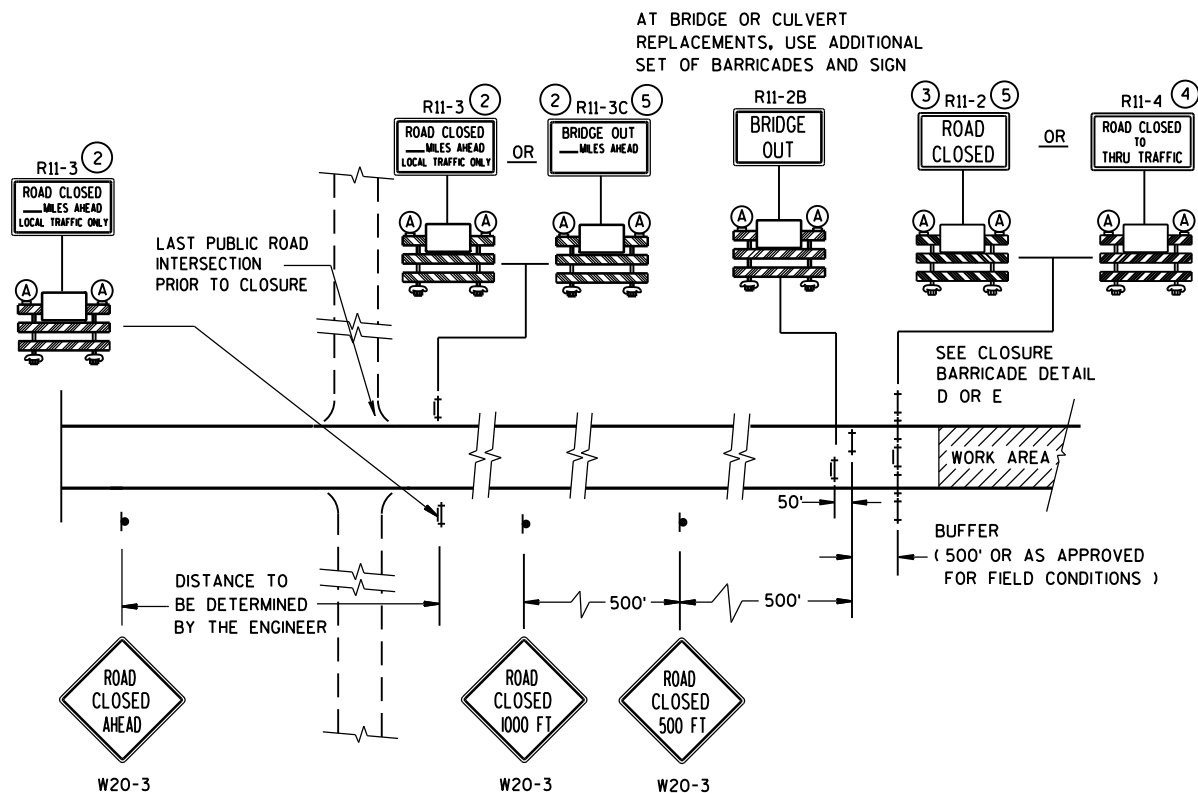 AT BRIDGE OR CULVERT
REPLACEMENTS, USE ADDITIONAL
SET OF BARRICADES AND SIGN
R11-3 2
ROAD CLOSED
___MILES AHEAD
LOCAL TRAFFIC ONLY
A A
LAST PUBLIC ROAD
INTERSECTION
PRIOR TO CLOSURE
R11-3 2
ROAD CLOSED
___MILES AHEAD
LOCAL TRAFFIC ONLY
A A
OR
2 R11-3C 5
BRIDGE OUT
___MILES AHEAD
A A
R11-2B
BRIDGE
OUT
A A
3 R11-2 5
ROAD
CLOSED
A A
OR
R11-4 4
ROAD CLOSED
TO
THRU TRAFFIC
A A
SEE CLOSURE
BARRICADE DETAIL
D OR E
WORK AREA
50'
BUFFER
( 500' OR AS APPROVED
FOR FIELD CONDITIONS )
DISTANCE TO
BE DETERMINED
BY THE ENGINEER
500'
500'
ROAD
CLOSED
AHEAD
W20-3
ROAD
CLOSED
1000 FT
W20-3
ROAD
CLOSED
500 FT
W20-3